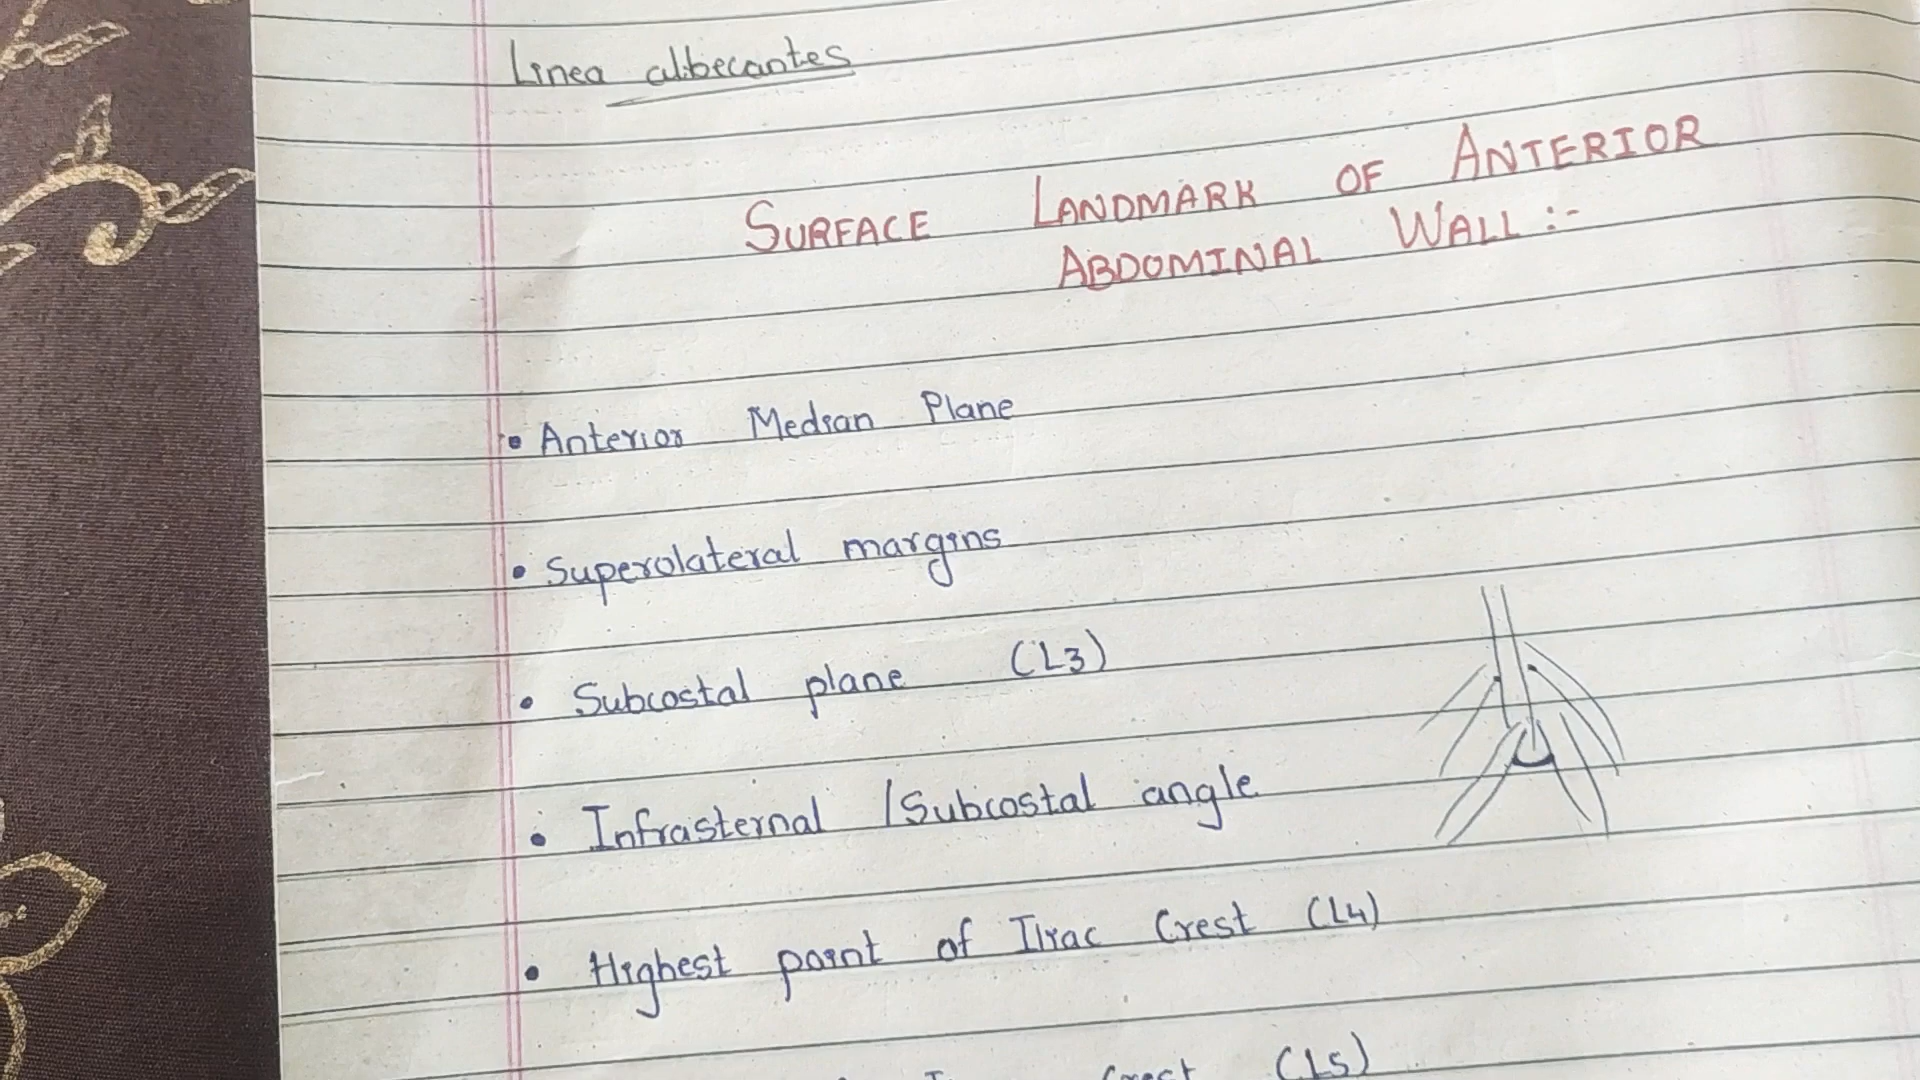 Linea albecantes
SURFACE LANDMARK OF ANTERIOR
ABDOMINAL WALL :-
• Anterior Median Plane
• Superolateral margins
• Subcostal plane (L3)
• Infrasternal /Subcostal angle
• Highest point of Iliac Crest (L4)
Crest (L5)